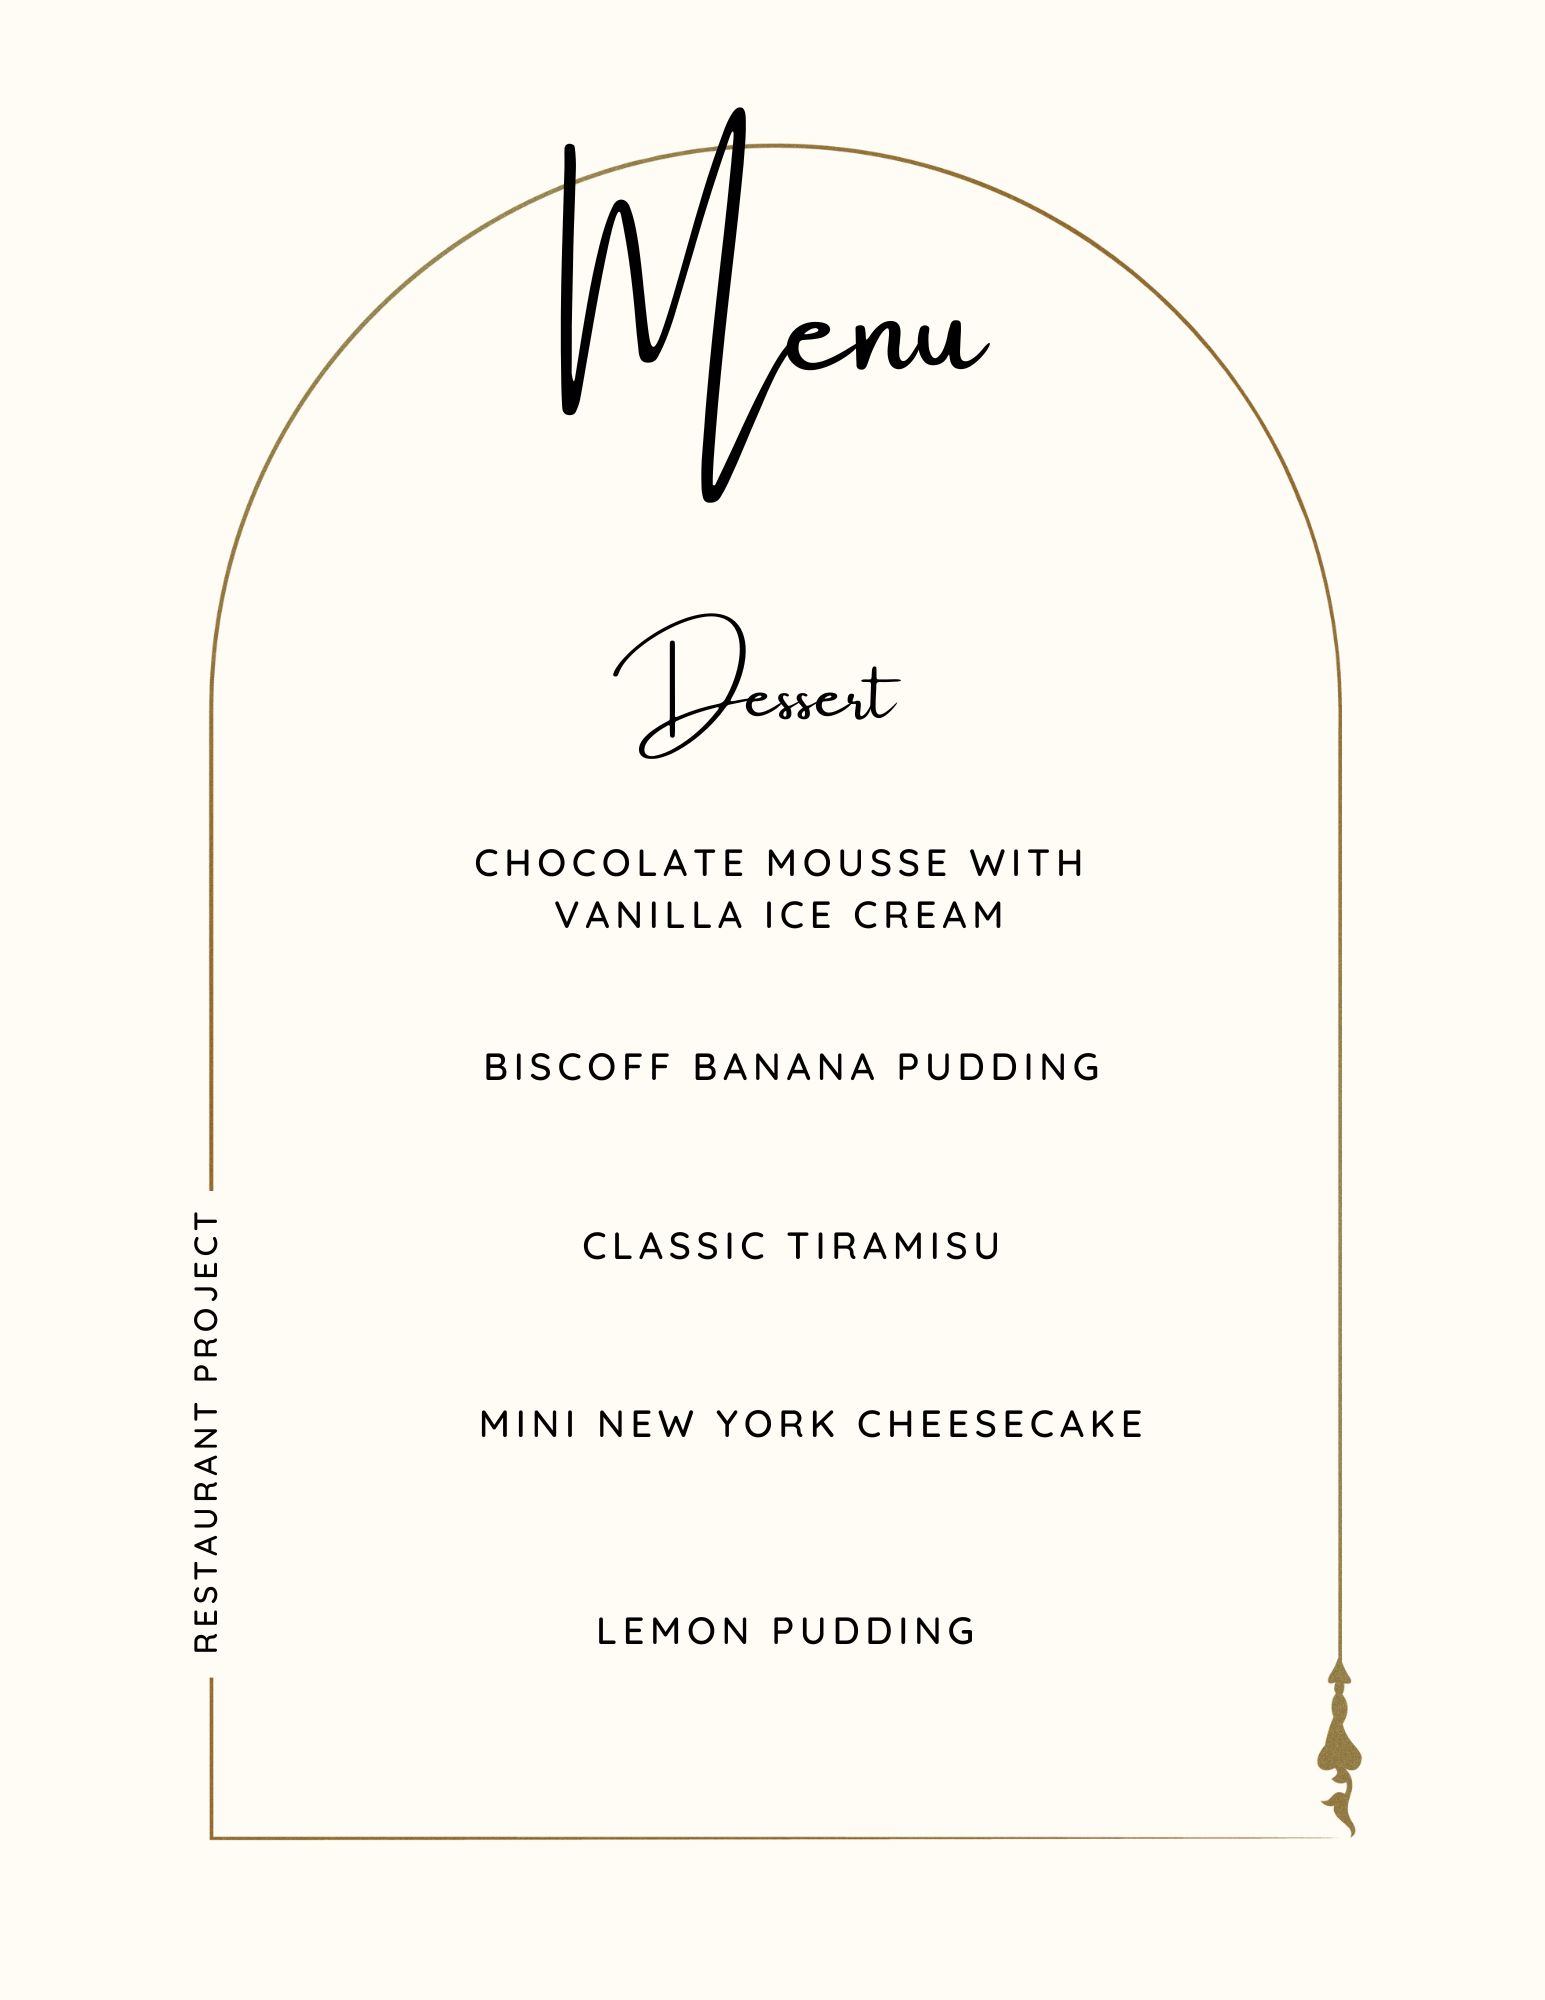 Menu
Dessert
CHOCOLATE MOUSSE WITH
VANILLA ICE CREAM
BISCOFF BANANA PUDDING
CLASSIC TIRAMISU
MINI NEW YORK CHEESECAKE
LEMON PUDDING
RESTAURANT PROJECT